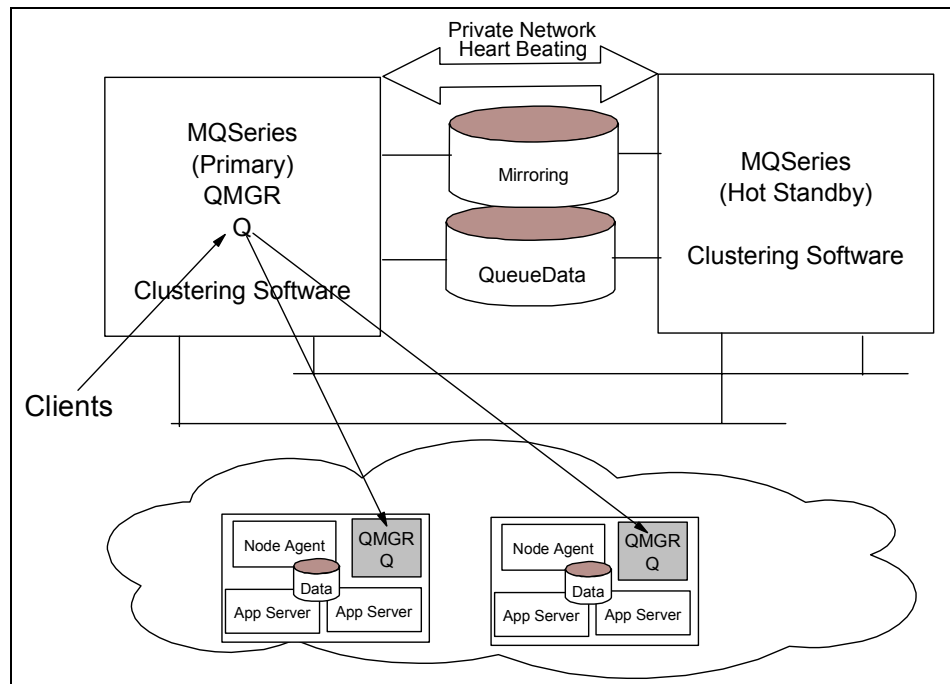 Private Network
Heart Beating
MQSeries
(Primary)
QMGR
Q
Clustering Software
Mirroring
QueueData
MQSeries
(Hot Standby)
Clustering Software
Clients
Node Agent
QMGR
Q
Data
App Server
App Server
Node Agent
QMGR
Q
Data
App Server
App Server